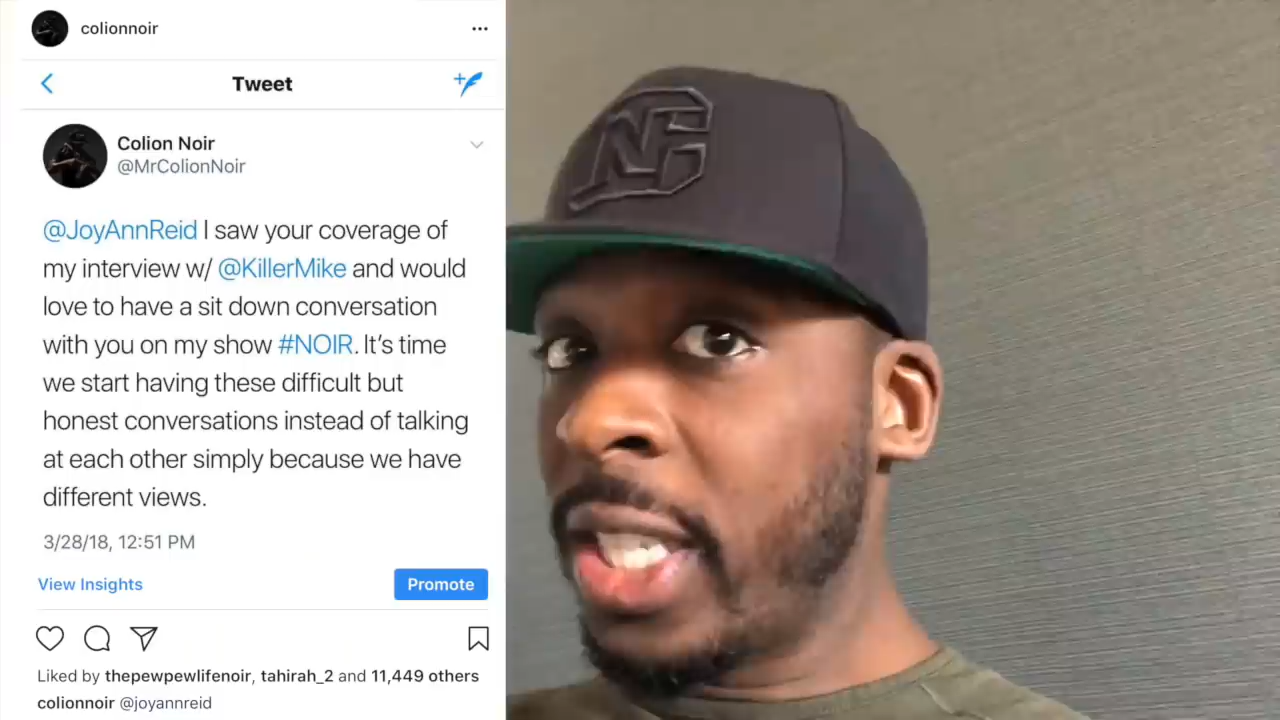 colionnoir
Tweet
Colion Noir
@MrColionNoir
@JoyAnnReid I saw your coverage of
my interview w/ @KillerMike and would
love to have a sit down conversation
with you on my show #NOIR. It's time
we start having these difficult but
honest conversations instead of talking
at each other simply because we have
different views.
3/28/18, 12:51 PM
View Insights
Promote
Liked by thepewpewlifenoir, tahirah_2 and 11,449 others
colionnoir @joyannreid